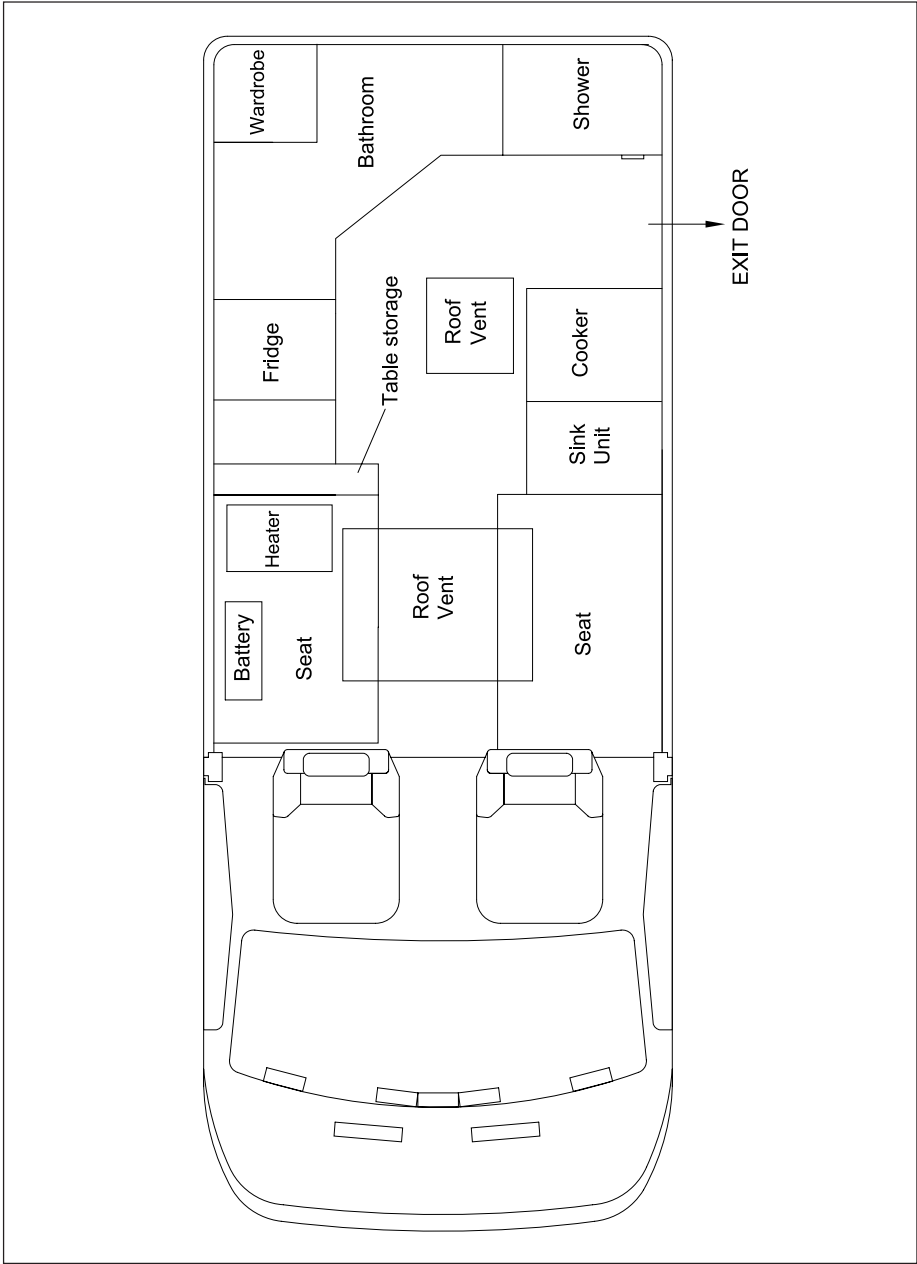 Wardrobe
Bathroom
Shower
EXIT DOOR
Fridge
Table storage
Roof
Vent
Cooker
Sink
Unit
Heater
Battery
Seat
Roof
Vent
Seat